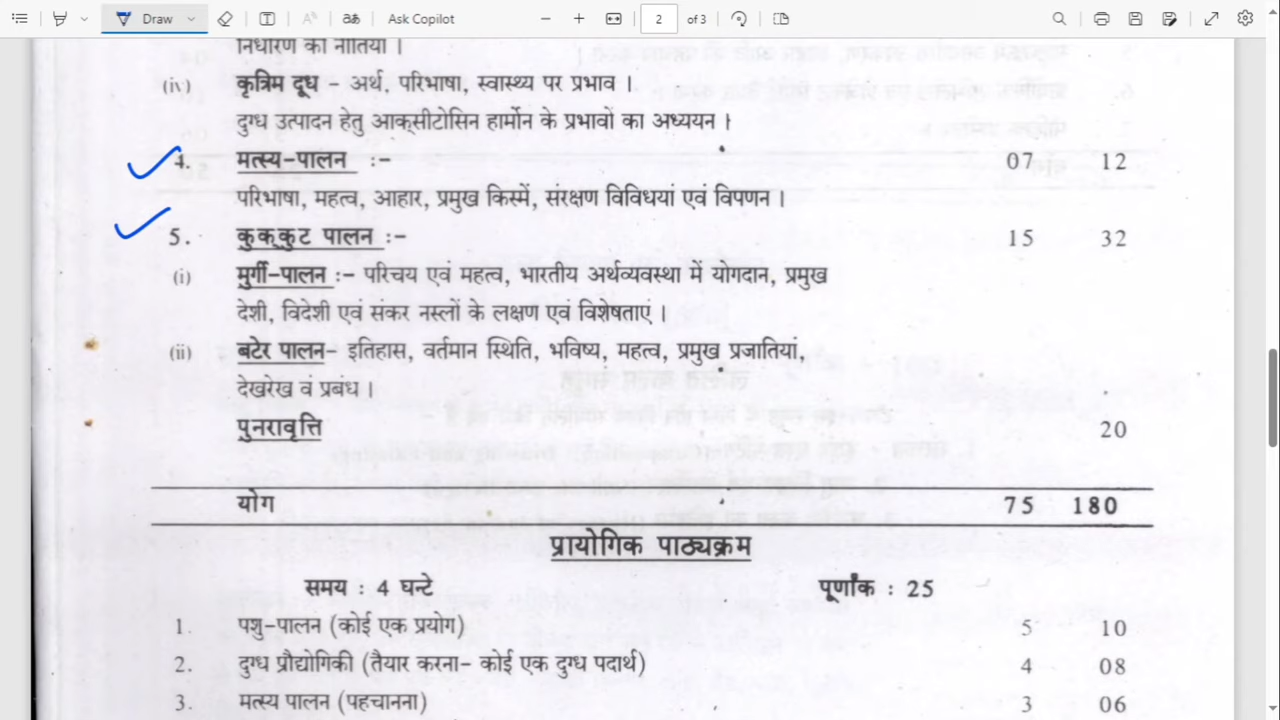 Draw
Ask Copilot
2 of 3
निर्धारण की नीतियां ।
(iv) कृत्रिम दूध - अर्थ, परिभाषा, स्वास्थ्य पर प्रभाव ।
दुग्ध उत्पादन हेतु आक्सीटोसिन हार्मोन के प्रभावों का अध्ययन ।
4. मत्स्य-पालन :- 07 12
परिभाषा, महत्व, आहार, प्रमुख किस्में, संरक्षण विविधयां एवं विपणन ।
5. कुक्कुट पालन :- 15 32
(i) मुर्गी-पालन :- परिचय एवं महत्व, भारतीय अर्थव्यवस्था में योगदान, प्रमुख
देशी, विदेशी एवं संकर नस्लों के लक्षण एवं विशेषताएं ।
(ii) बटेर पालन- इतिहास, वर्तमान स्थिति, भविष्य, महत्व, प्रमुख प्रजातियां,
देखरेख वं प्रबंध ।
पुनरावृत्ति 20
योग 75 180
प्रायोगिक पाठ्यक्रम
समय : 4 घन्टे पूर्णांक : 25
1. पशु-पालन (कोई एक प्रयोग) 5 10
2. दुग्ध प्रौद्योगिकी (तैयार करना- कोई एक दुग्ध पदार्थ) 4 08
3. मत्स्य पालन (पहचानना) 3 06